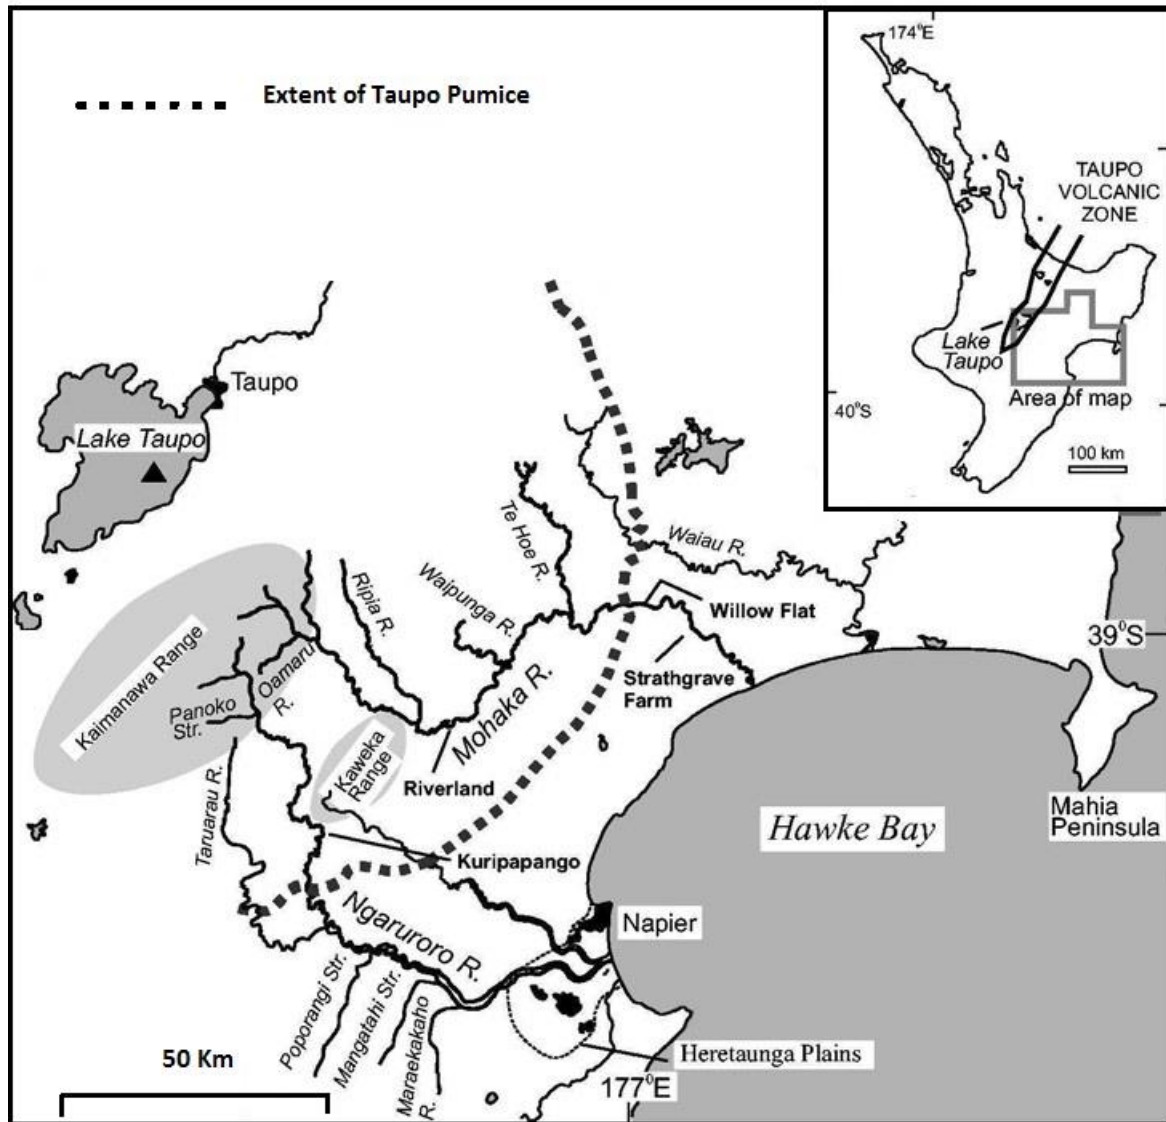 Extent of Taupo Pumice
174°E
TAUPO
VOLCANIC
ZONE
Lake
Taupo
Area of map
40°S
100 km
Taupo
Lake Taupo
Te Hoe R.
Waiau R.
Ripia R.
Waipunga R.
Willow Flat
39°S
Kaimanawa Range
Oamaru
R.
Strathgrave
Farm
Panoko
Str.
Mohaka R.
Kaweka
Range
Riverland
Taruarau R.
Mahia
Peninsula
Hawke Bay
Kuripapango
Ngaruroro R.
Napier
Poporangi Str.
Mangatahi Str.
Maraekakaho
R.
50 Km
Heretaunga Plains
177°E